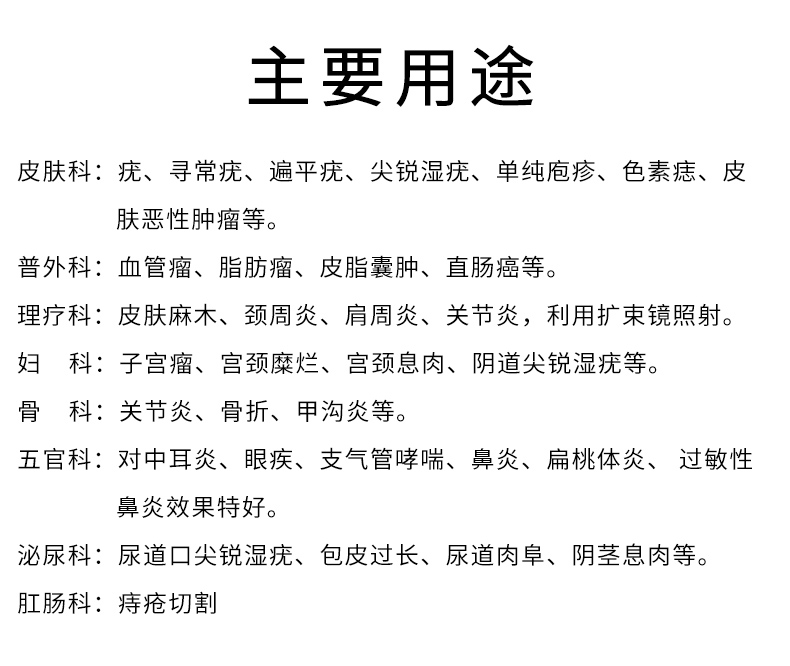 主要用途
皮肤科：疣、寻常疣、遍平疣、尖锐湿疣、单纯庖疹、色素痣、皮
肤恶性肿瘤等。
普外科：血管瘤、脂肪瘤、皮脂囊肿、直肠癌等。
理疗科：皮肤麻木、颈周炎、肩周炎、关节炎，利用扩束镜照射。
妇 科：子宫瘤、宫颈糜烂、宫颈息肉、阴道尖锐湿疣等。
骨 科：关节炎、骨折、甲沟炎等。
五官科：对中耳炎、眼疾、支气管哮喘、鼻炎、扁桃体炎、 过敏性
鼻炎效果特好。
泌尿科：尿道口尖锐湿疣、包皮过长、尿道肉阜、阴茎息肉等。
肛肠科：痔疮切割